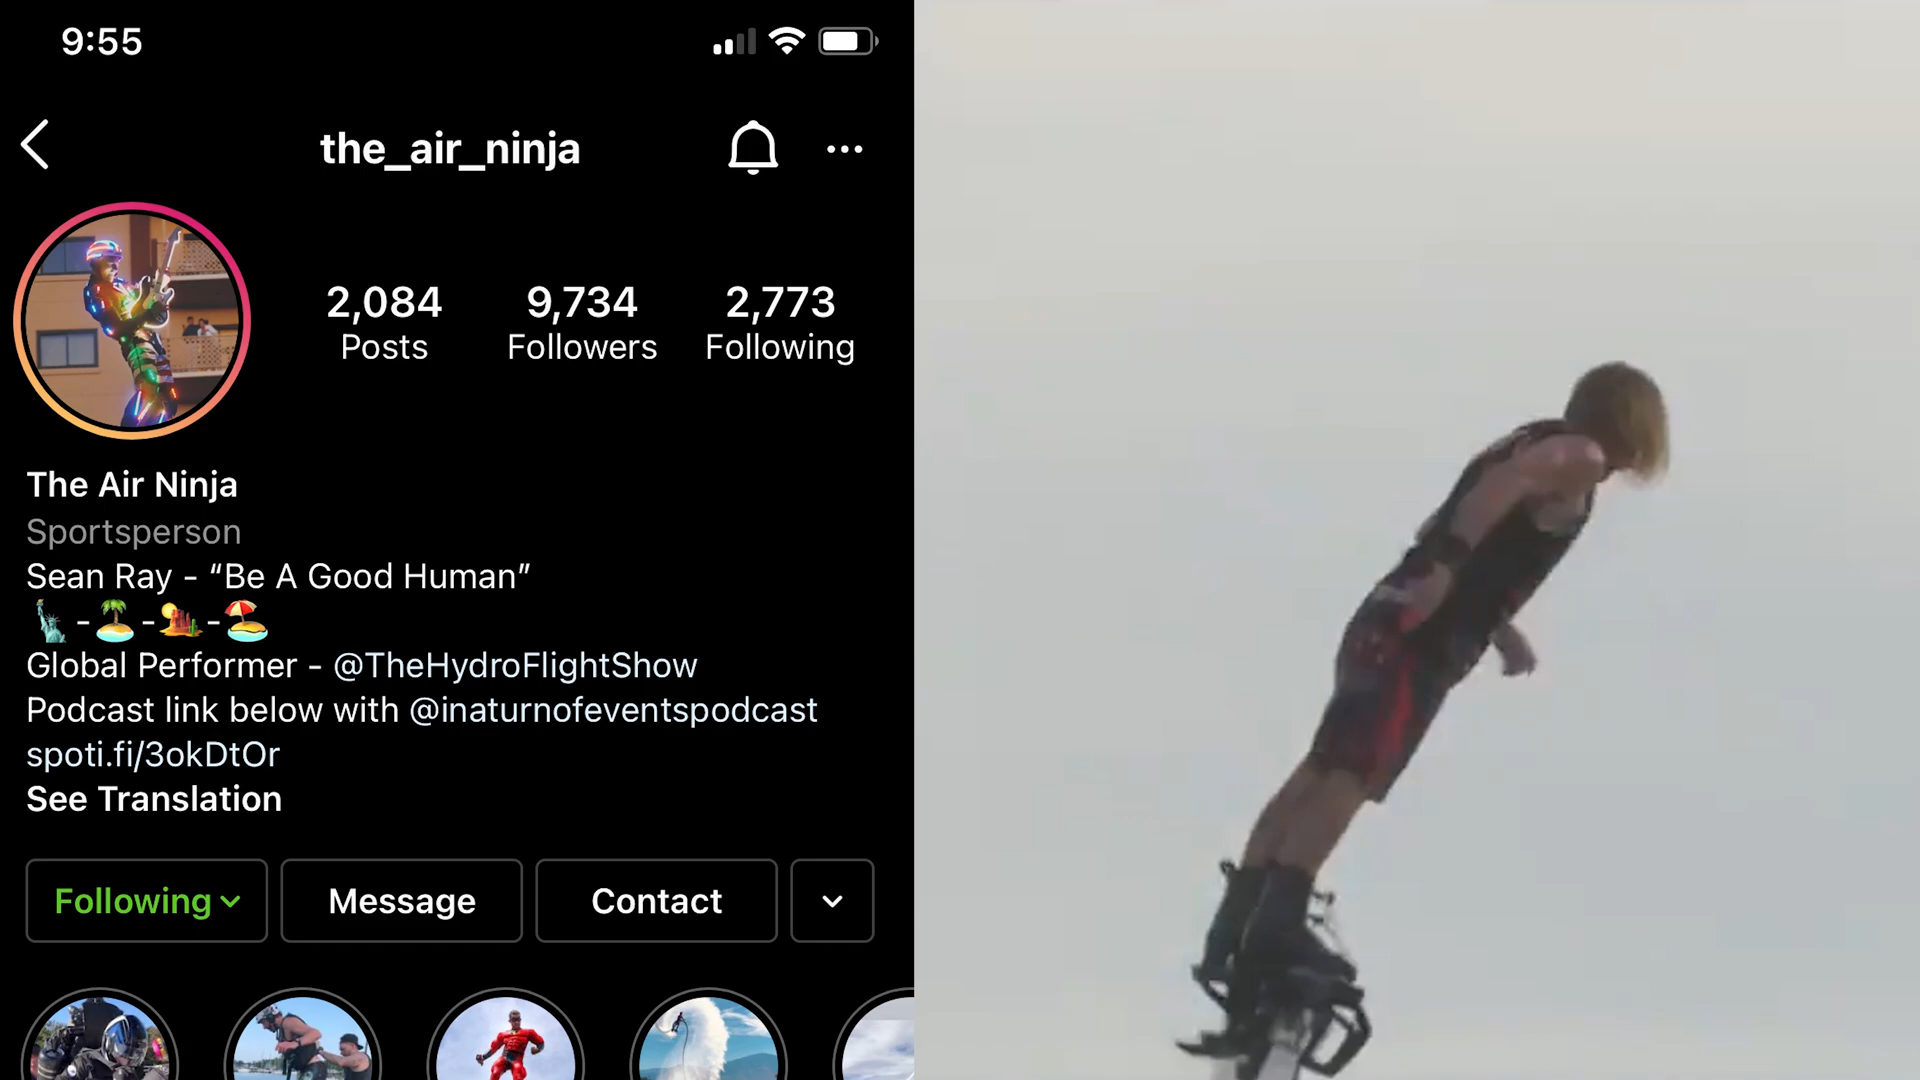 9:55
the_air_ninja
2,084 9,734 2,773
Posts Followers Following
The Air Ninja
Sportsperson
Sean Ray - “Be A Good Human”
🗽-🏝-🏜-🏖
Global Performer - @TheHydroFlightShow
Podcast link below with @inaturnofeventspodcast
spoti.fi/3okDtOr
See Translation
Following Message Contact